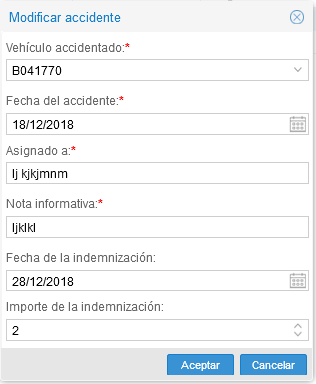 Modificar accidente
Vehículo accidentado:*
B041770
Fecha del accidente:*
18/12/2018
Asignado a:*
lj kjkjmnm
Nota informativa:*
ljklkl
Fecha de la indemnización:
28/12/2018
Importe de la indemnización:
2
Aceptar Cancelar